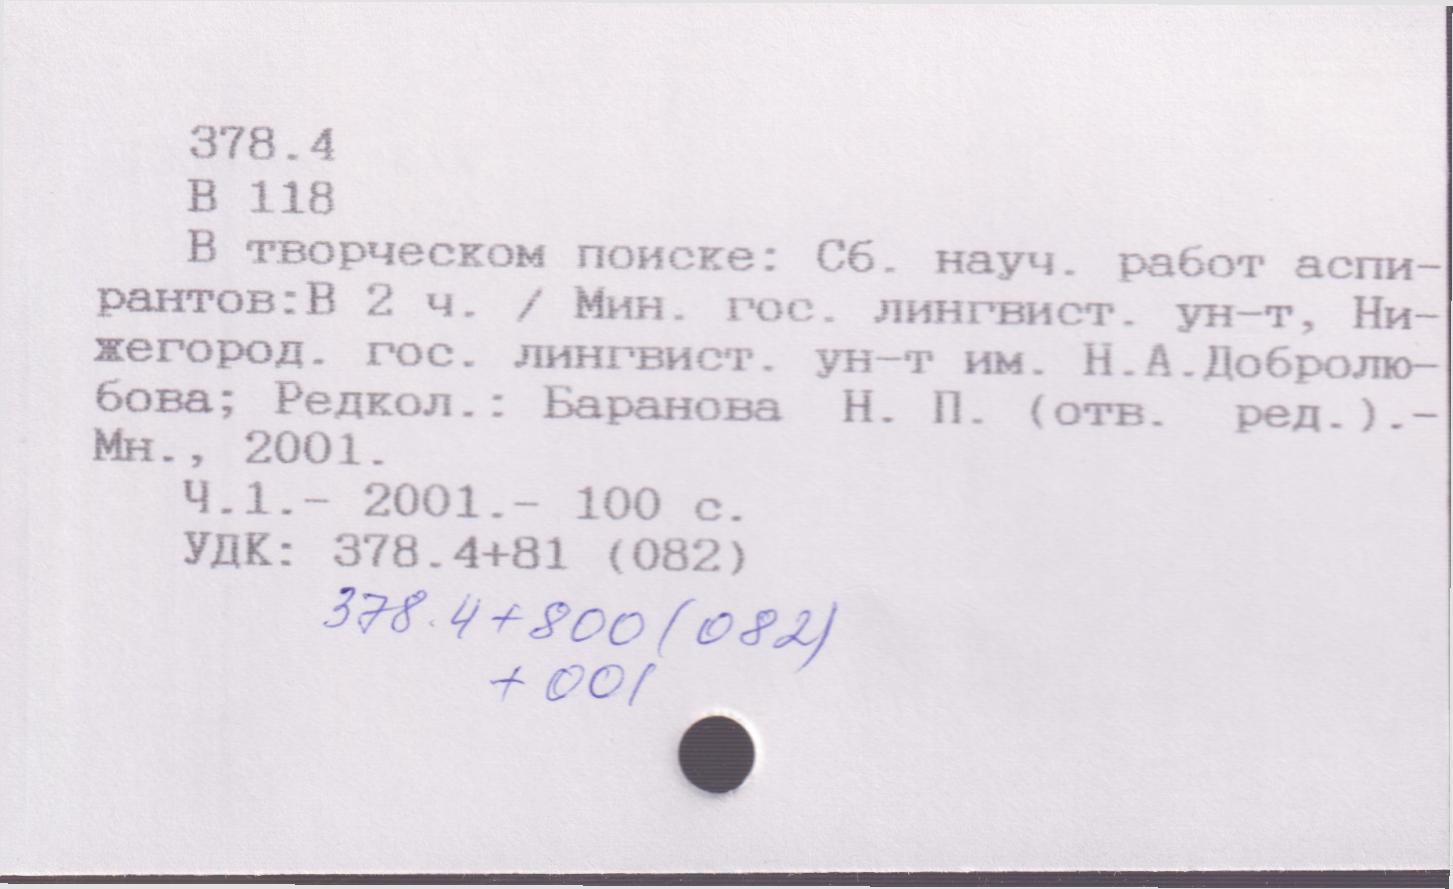 378.4
В 118
В творческом поиске: Сб. науч. работ аспи-
рантов:В 2 ч. / Мин. гос. лингвист. ун-т, Ни-
жегород. гос. лингвист. ун-т им. Н.А.Добролю-
бова; Редкол.: Баранова Н. П. (отв. ред.).-
Мн., 2001.
Ч.1.- 2001.- 100 с.
УДК: 378.4+81 (082)
378.4+800(082)
+001